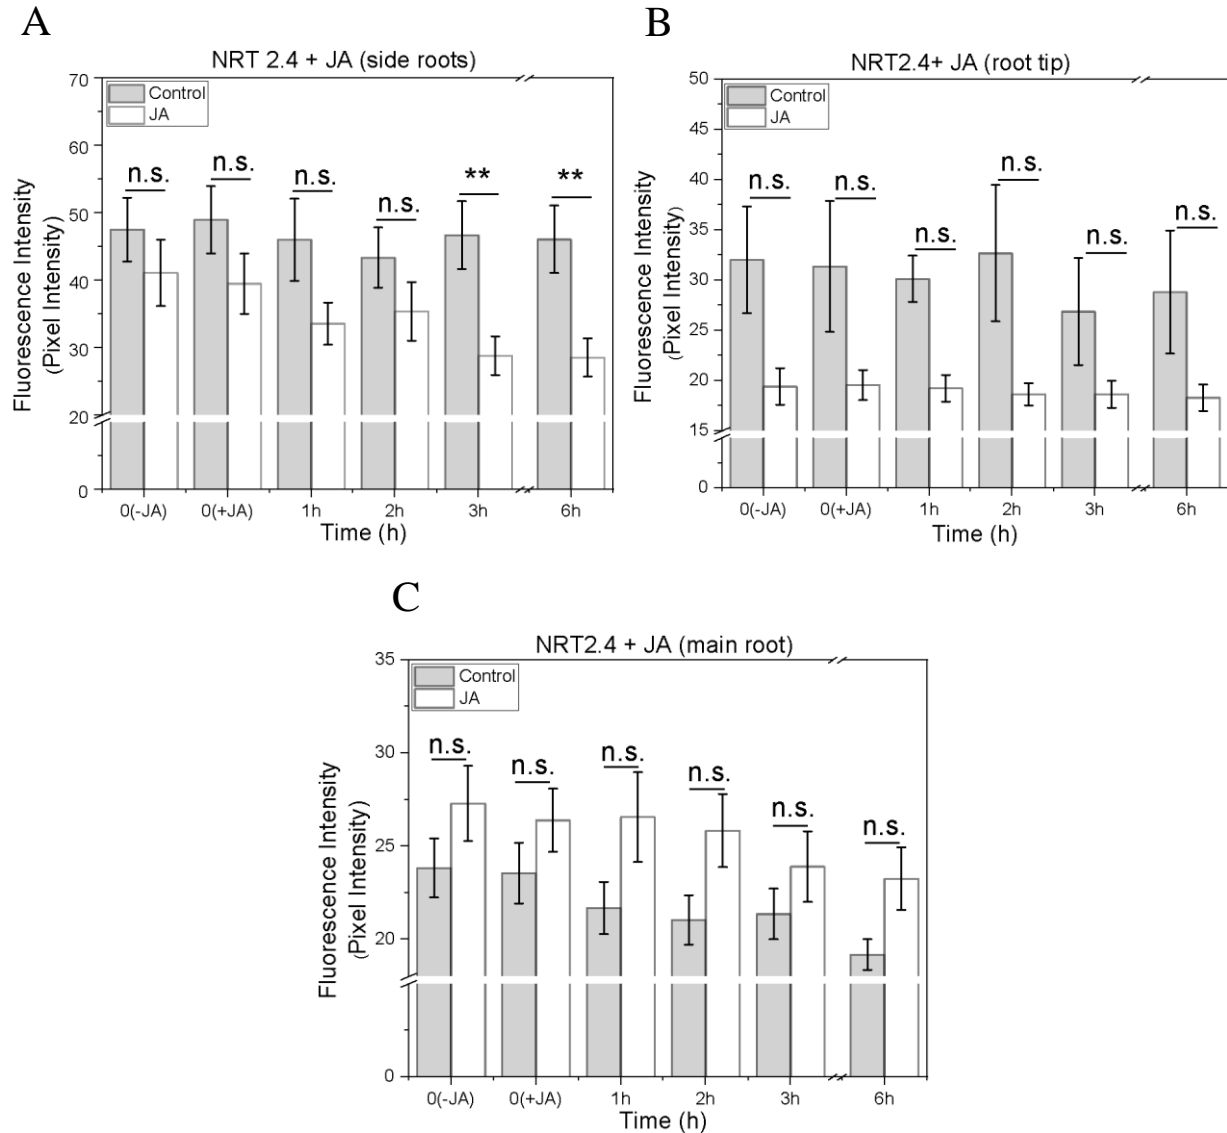 A
NRT 2.4 + JA (side roots)
Control
JA
70
60
50
40
30
20
0
n.s.
n.s.
n.s.
n.s.
**
**
Fluorescence Intensity
(Pixel Intensity)
0(-JA) 0(+JA) 1h 2h 3h 6h
Time (h)
B
NRT2.4+ JA (root tip)
Control
JA
50
45
40
35
30
25
20
15
0
n.s.
n.s.
n.s.
n.s.
n.s.
n.s.
Fluorescence Intensity
(Pixel Intensity)
0(-JA) 0(+JA) 1h 2h 3h 6h
Time (h)
C
NRT2.4 + JA (main root)
Control
JA
35
30
25
20
0
n.s.
n.s.
n.s.
n.s.
n.s.
n.s.
Fluorescence Intensity
(Pixel Intensity)
0(-JA) 0(+JA) 1h 2h 3h 6h
Time (h)